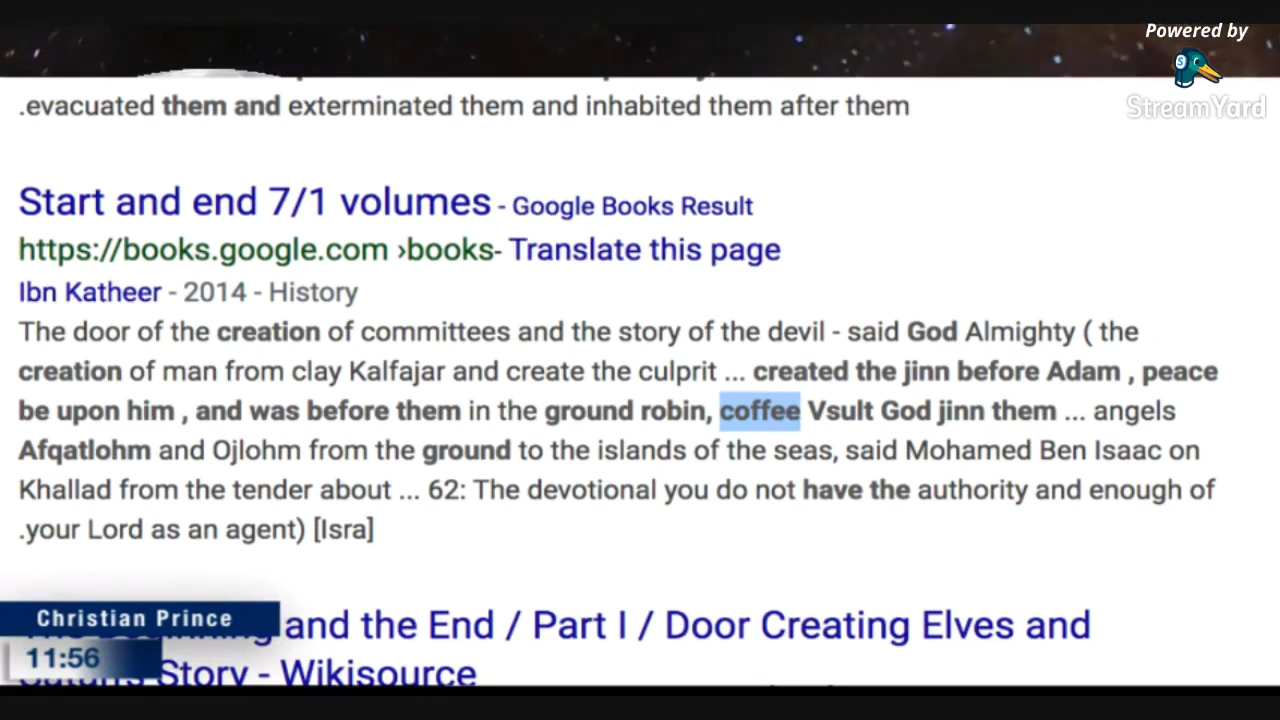 Powered by
StreamYard
.evacuated them and exterminated them and inhabited them after them
Start and end 7/1 volumes - Google Books Result
https://books.google.com ›books- Translate this page
Ibn Katheer - 2014 - History
The door of the creation of committees and the story of the devil - said God Almighty ( the
creation of man from clay Kalfajar and create the culprit ... created the jinn before Adam , peace
be upon him , and was before them in the ground robin, coffee Vsult God jinn them ... angels
Afqatlohm and Ojlohm from the ground to the islands of the seas, said Mohamed Ben Isaac on
Khallad from the tender about ... 62: The devotional you do not have the authority and enough of
.your Lord as an agent) [Isra]
Christian Prince
and the End / Part I / Door Creating Elves and
11:56
Story - Wikisource